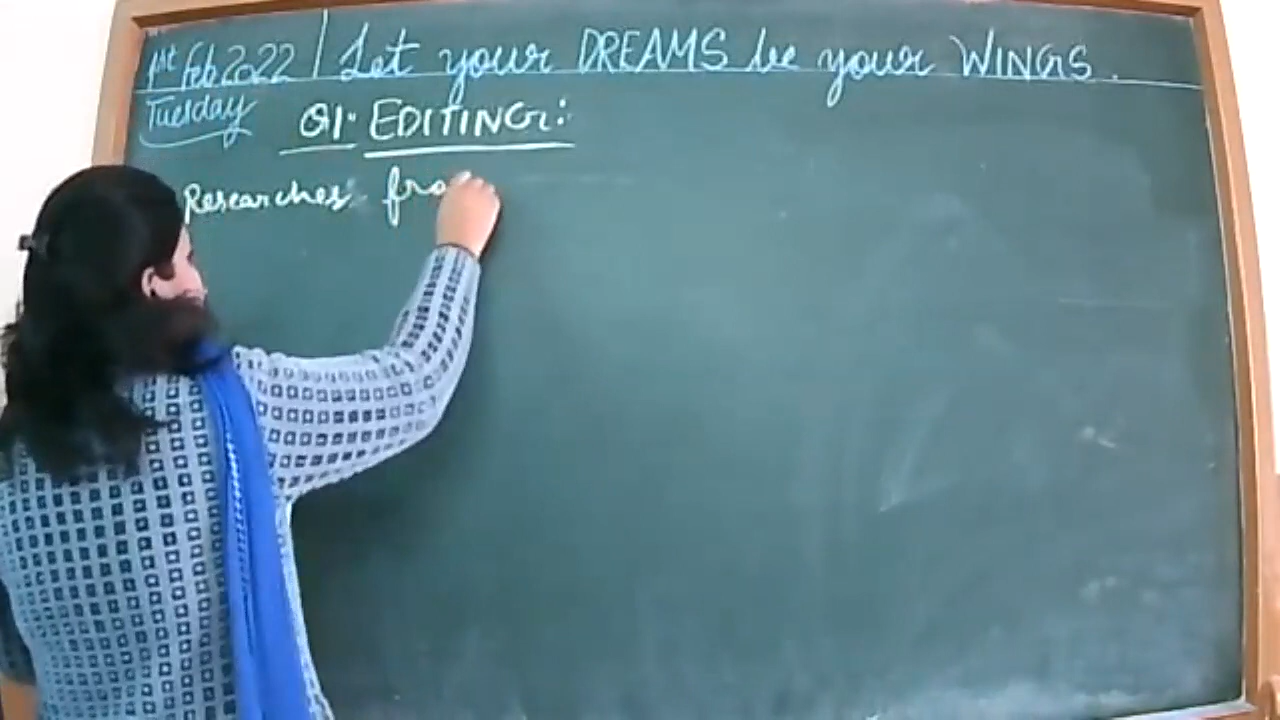 1st Feb 2022 | Let your DREAMS be your WINGS.
Tuesday
Q1. EDITING:
Researches fro